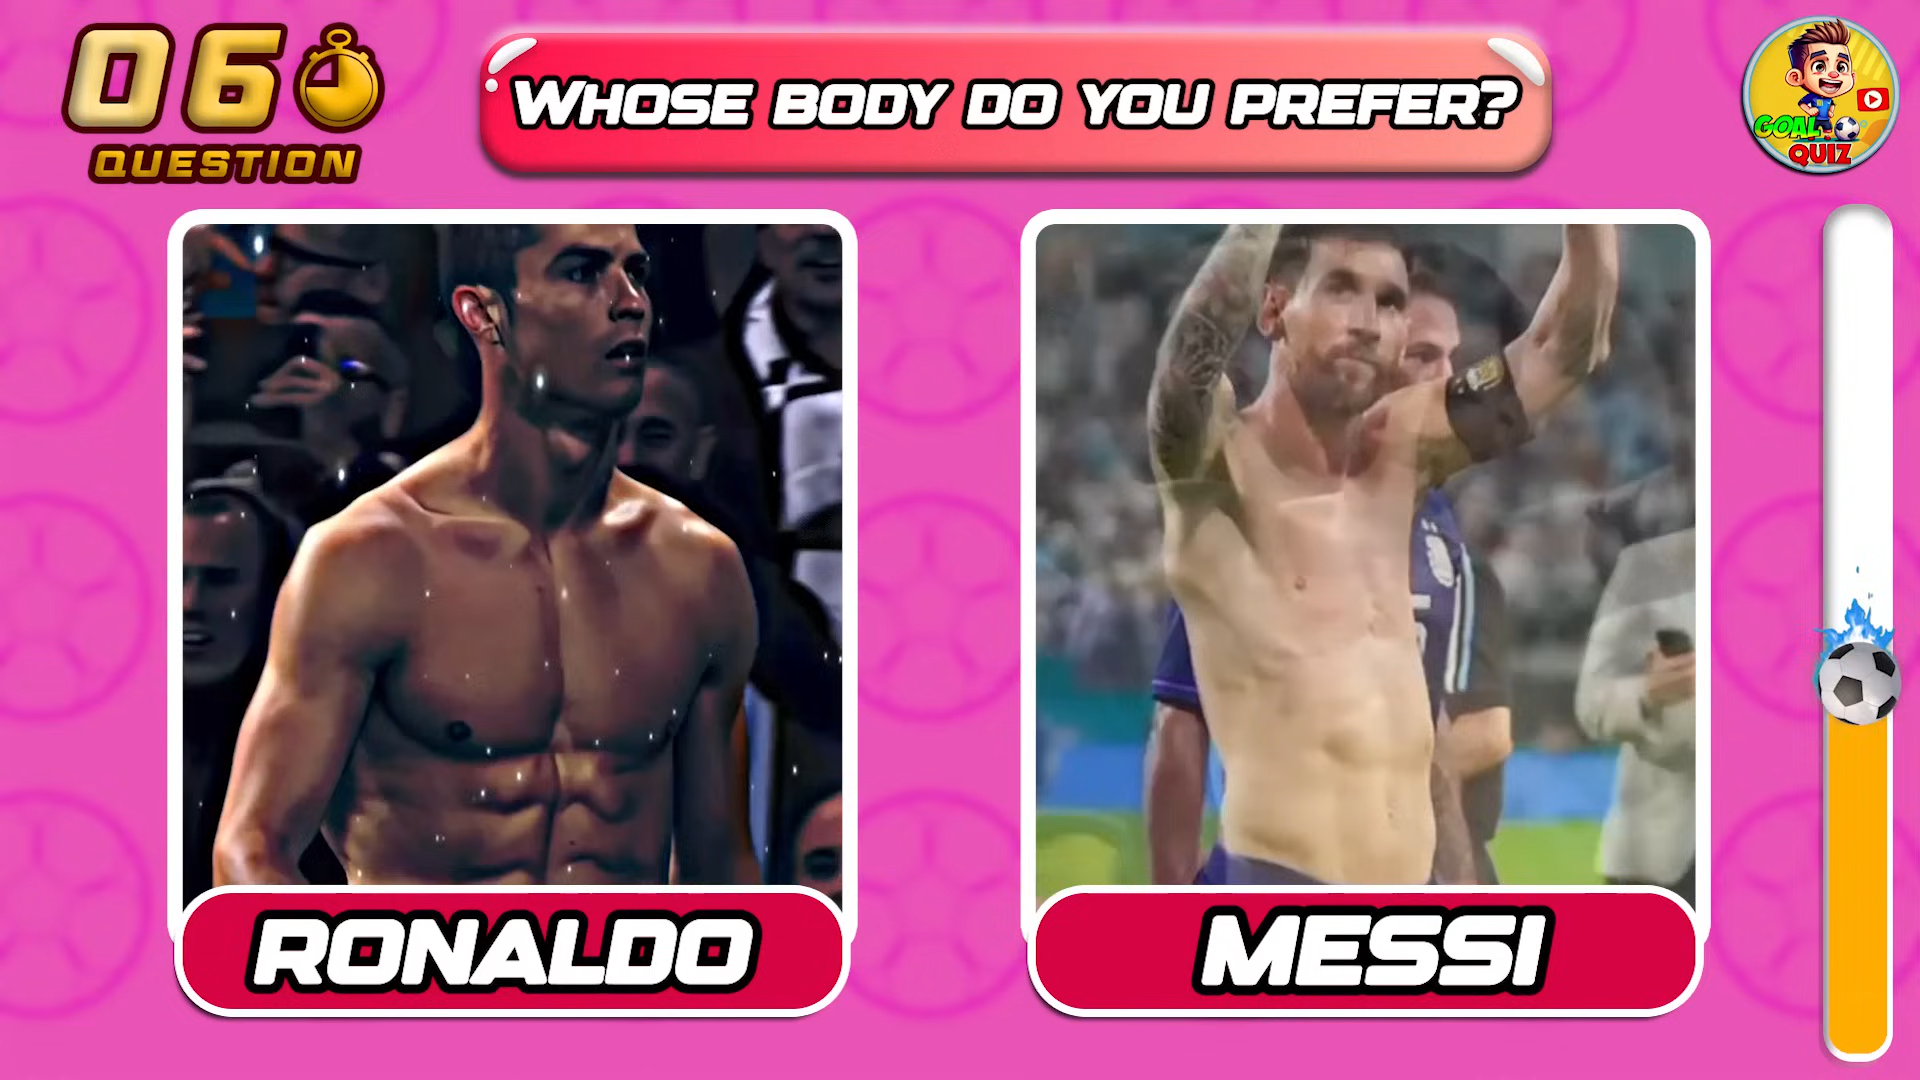 06
QUESTION
WHOSE BODY DO YOU PREFER?
GOAL
QUIZ
RONALDO
MESSI